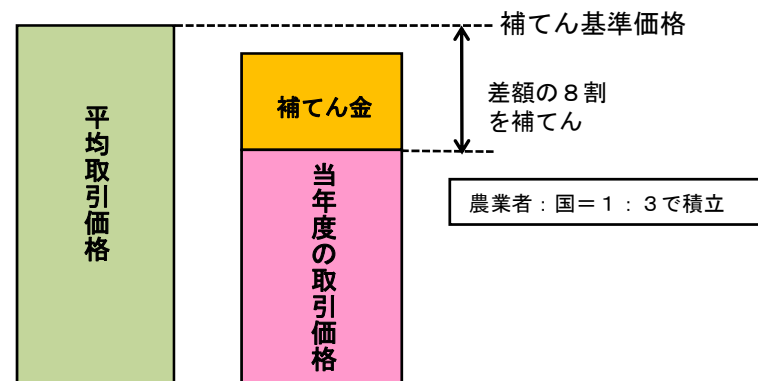 補てん基準価格
補てん金
差額の８割
を補てん
平均取引価格
当年度の取引価格
農業者：国＝１：３で積立